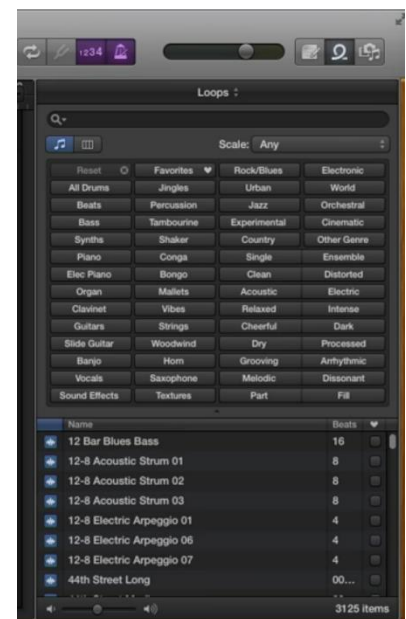 1234
Loops
Scale: Any
Reset Favorites Rock/Blues Electronic
All Drums Jingles Urban World
Beats Percussion Jazz Orchestral
Bass Tambourine Experimental Cinematic
Synths Shaker Country Other Genre
Piano Conga Single Ensemble
Elec Piano Bongo Clean Distorted
Organ Mallets Acoustic Electric
Clavinet Vibes Relaxed Intense
Guitars Strings Cheerful Dark
Slide Guitar Woodwind Dry Processed
Banjo Horn Grooving Arrhythmic
Vocals Saxophone Melodic Dissonant
Sound Effects Textures Part Fill
Name Beats
12 Bar Blues Bass 16
12-8 Acoustic Strum 01 8
12-8 Acoustic Strum 02 8
12-8 Acoustic Strum 03 8
12-8 Electric Arpeggio 01 4
12-8 Electric Arpeggio 06 4
12-8 Electric Arpeggio 07 4
44th Street Long 00...
3125 items